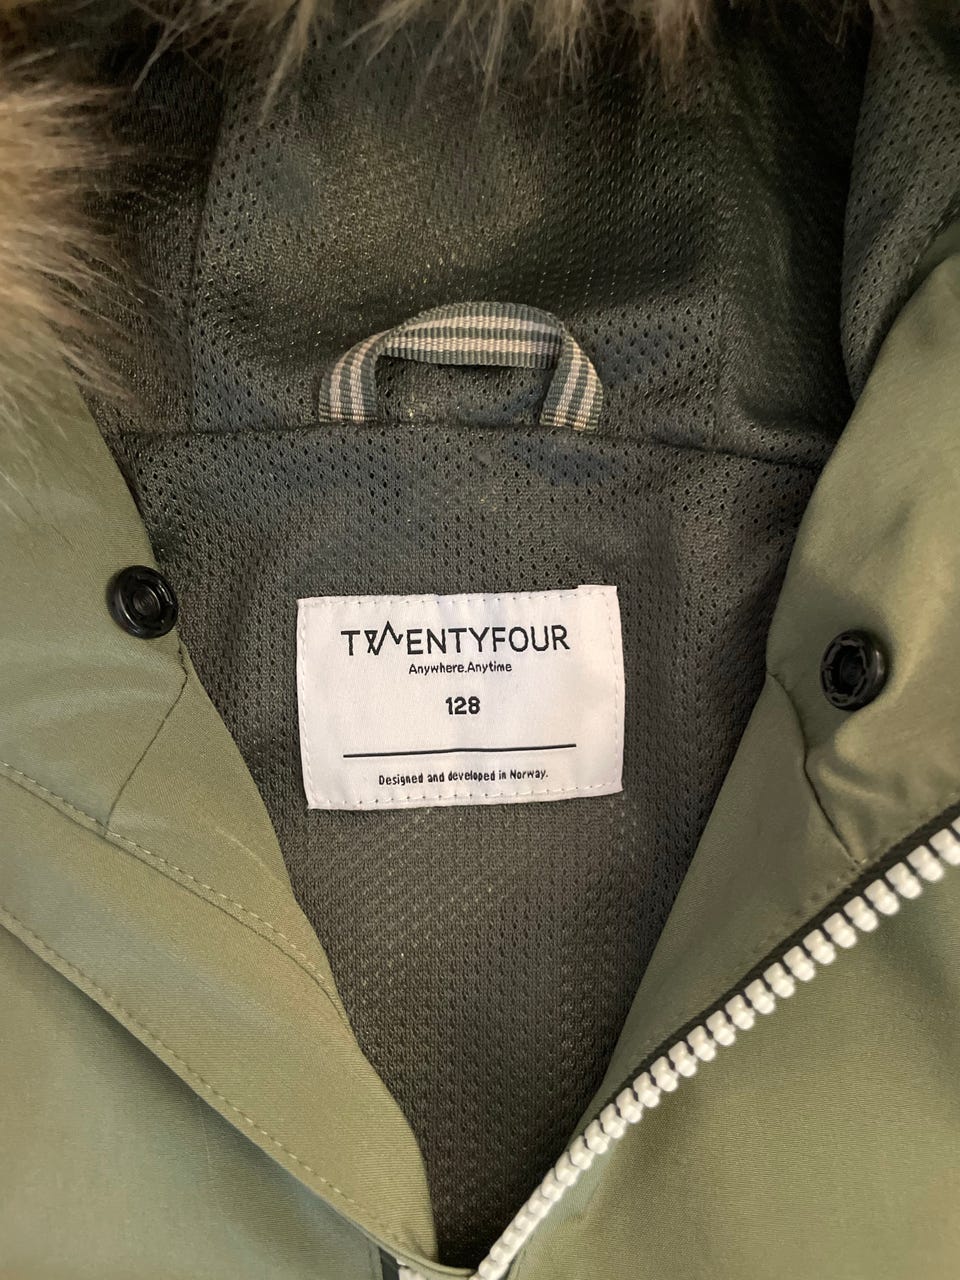 TWENTYFOUR
Anywhere.Anytime
128
Designed and developed in Norway.